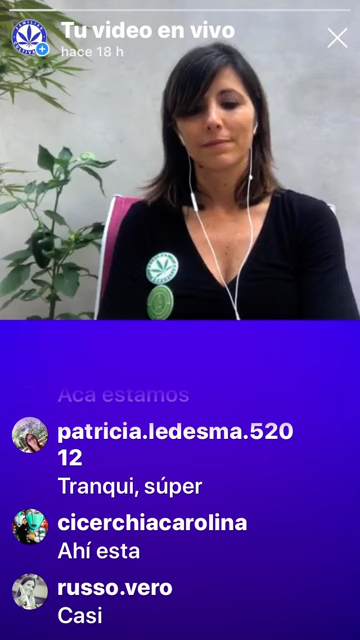 Tu video en vivo
hace 18 h
Acá estamos
patricia.ledesma.520
12
Tranqui, súper
cicerchiacarolina
Ahí esta
russo.vero
Casi